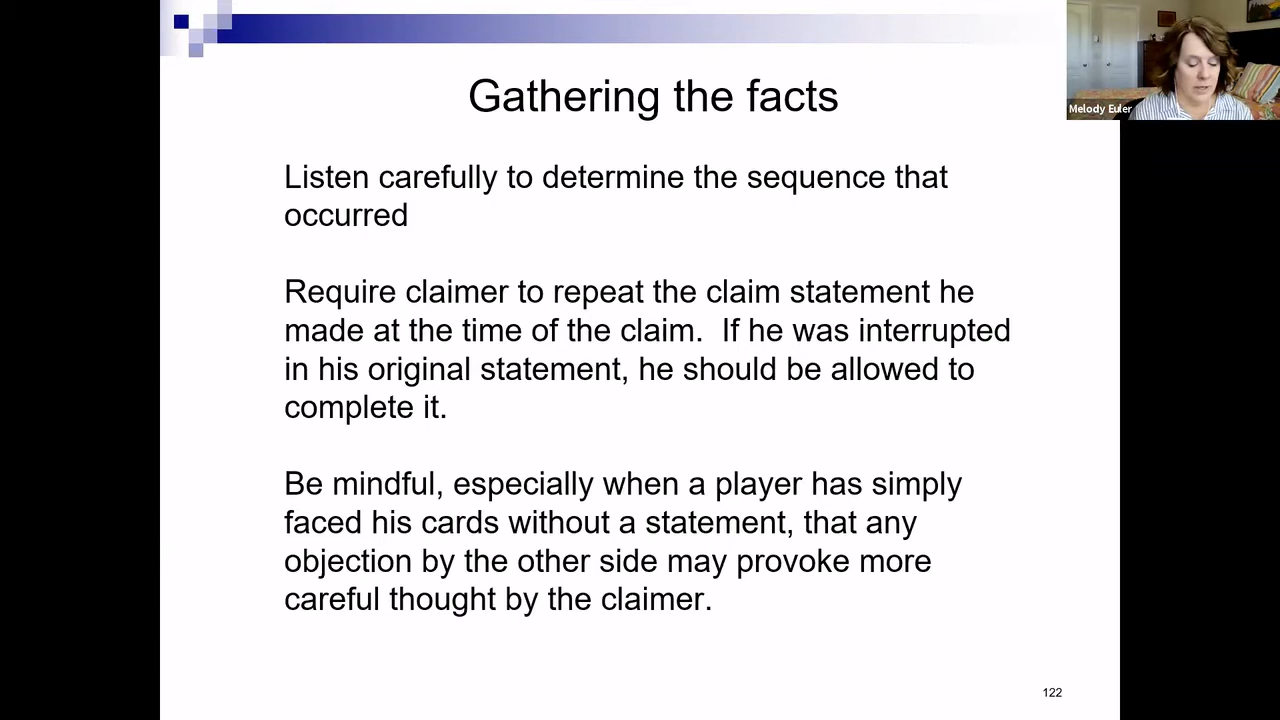 Gathering the facts
Melody Euler
Listen carefully to determine the sequence that
occurred
Require claimer to repeat the claim statement he
made at the time of the claim.  If he was interrupted
in his original statement, he should be allowed to
complete it.
Be mindful, especially when a player has simply
faced his cards without a statement, that any
objection by the other side may provoke more
careful thought by the claimer.
122